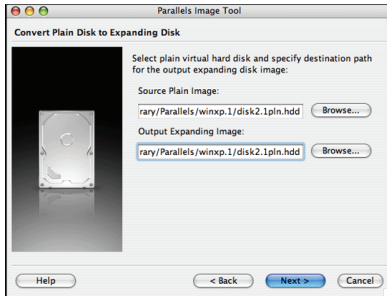 Parallels Image Tool
Convert Plain Disk to Expanding Disk
Select plain virtual hard disk and specify destination path
for the output expanding disk image:
Source Plain Image:
rary/Parallels/winxp.1/disk2.1pln.hdd
Browse...
Output Expanding Image:
rary/Parallels/winxp.1/disk2.1pln.hdd
Browse...
Help
< Back
Next >
Cancel